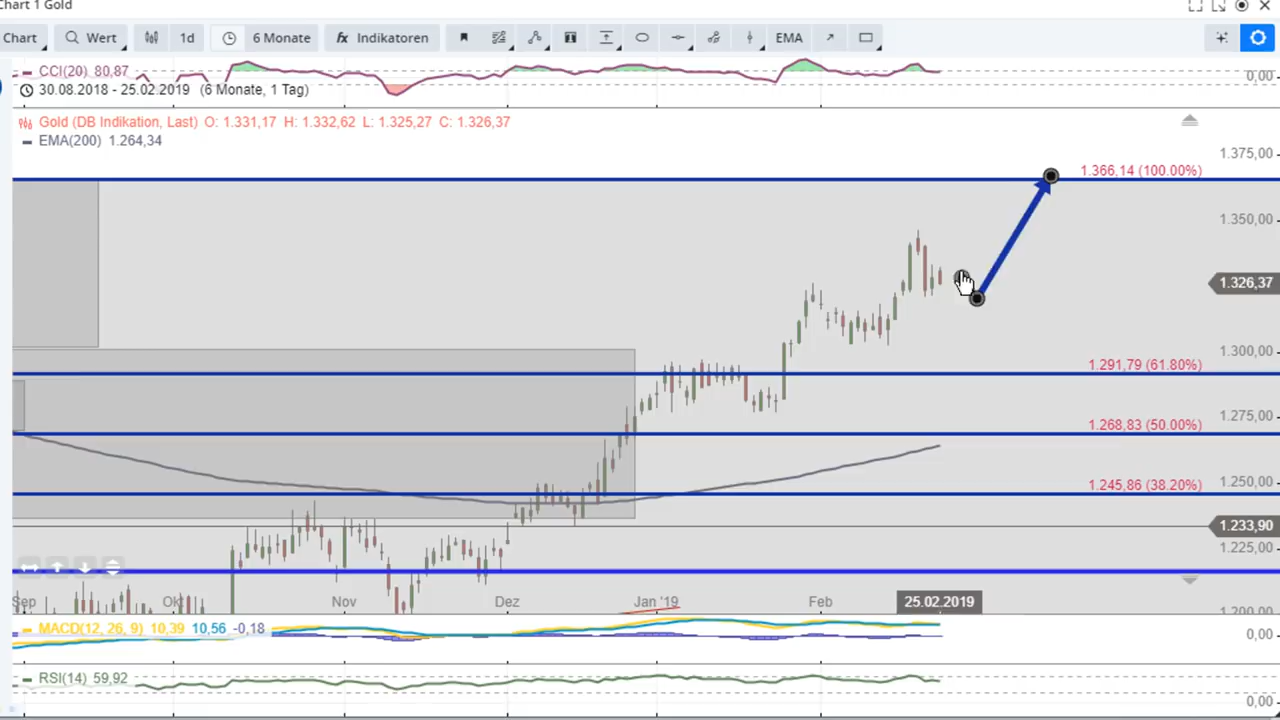 Chart 1 Gold
Chart Wert 1d 6 Monate fx Indikatoren EMA
CCI(20) 80,87
0,00
30.08.2018 - 25.02.2019 (6 Monate, 1 Tag)
Gold (DB Indikation, Last) O: 1.331,17 H: 1.332,62 L: 1.325,27 C: 1.326,37
EMA(200) 1.264,34
1.375,00
1.366,14 (100.00%)
1.350,00
1.326,37
1.300,00
1.291,79 (61.80%)
1.275,00
1.268,83 (50.00%)
1.250,00
1.245,86 (38.20%)
1.233,90
1.225,00
1.200,00
Sep Okt Nov Dez Jan '19 Feb 25.02.2019
MACD(12, 26, 9) 10,39 10,56 -0,18
0,00
RSI(14) 59,92
0,00